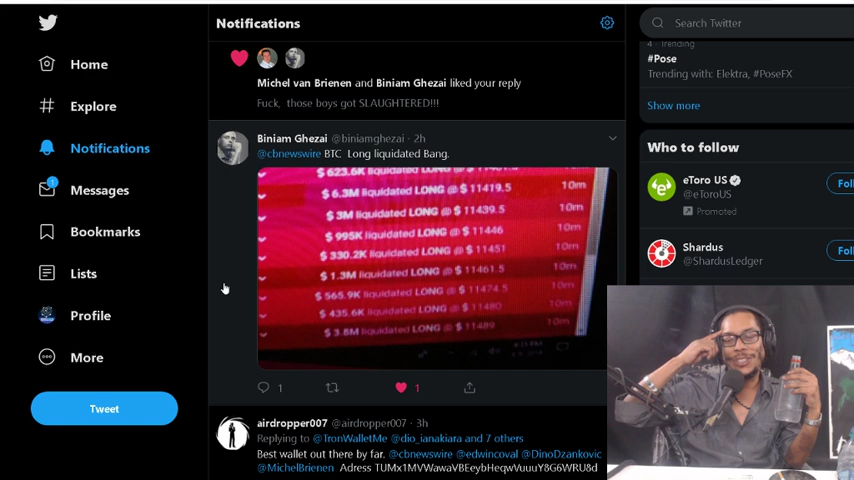 Notifications
Search Twitter
Home
Explore
Notifications
1
Messages
Bookmarks
Lists
Profile
More
Tweet
Michel van Brienen and Biniam Ghezai liked your reply
Fuck, those boys got SLAUGHTERED!!!
Biniam Ghezai @biniamghezai · 2h
@cbnewswire BTC Long liquidated Bang.
$ 623.6K liquidated LONG @ $
$ 6.3M liquidated LONG @ $ 11419.5 10m
$ 3M liquidated LONG @ $ 11439.5 10m
$ 995K liquidated LONG @ $ 11446 10m
$ 330.2K liquidated LONG @ $ 11451 10m
$ 1.3M liquidated LONG @ $ 11461.5 10m
$ 565.9K liquidated LONG @ $ 11474.5 10m
$ 435.6K liquidated LONG @ $ 11480 10m
$ 3.8M liquidated LONG @ $ 11489 10m
1
1
airdropper007 @airdropper007 · 3h
Replying to @TronWalletMe @dio_ianakiara and 7 others
Best wallet out there by far. @cbnewswire @edwincoval @DinoDzankovic
@MichelBrienen Adress TUMx1MVWawaVBEeybHeqwVuuuY8G6WRU8d
4 · Trending
#Pose
Trending with: Elektra, #PoseFX
Show more
Who to follow
eToro US
@eToroUS
Promoted
Fol
Shardus
@ShardusLedger
Fol